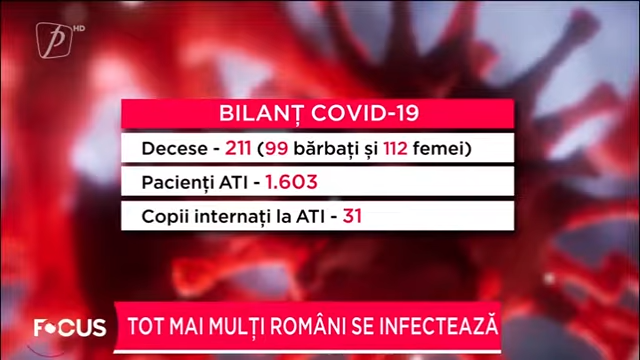 p HD
BILANȚ COVID-19
Decese - 211 (99 bărbați și 112 femei)
Pacienți ATI - 1.603
Copii internați la ATI - 31
FOCUS
TOT MAI MULȚI ROMÂNI SE INFECTEAZĂ